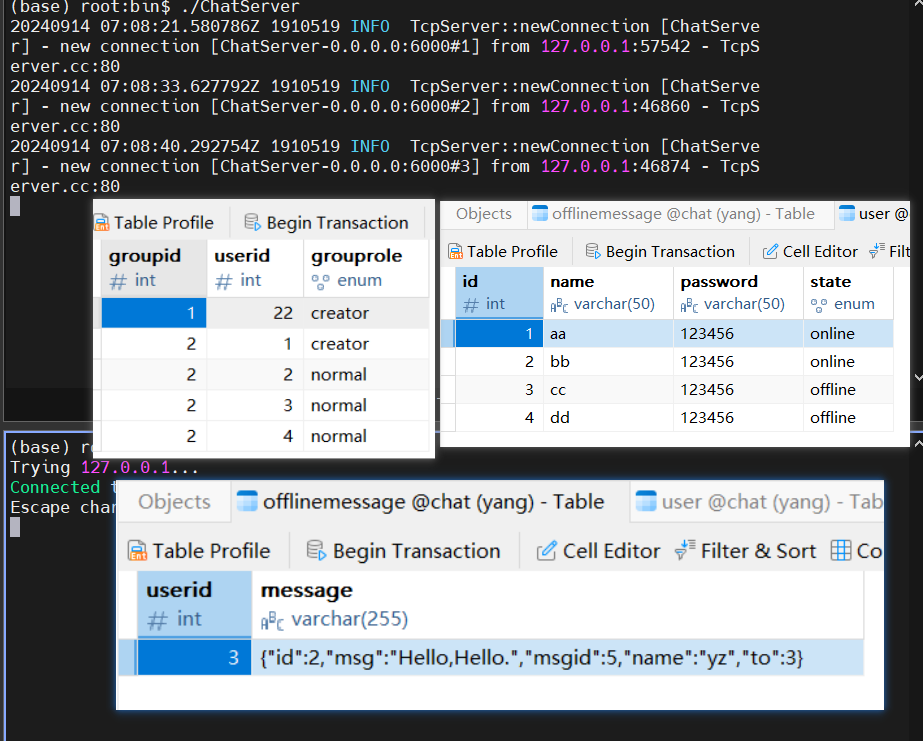 (base) root:bin$ ./ChatServer
20240914 07:08:21.580786Z 1910519 INFO  TcpServer::newConnection [ChatServe
r] - new connection [ChatServer-0.0.0.0:6000#1] from 127.0.0.1:57542 - TcpS
erver.cc:80
20240914 07:08:33.627792Z 1910519 INFO  TcpServer::newConnection [ChatServe
r] - new connection [ChatServer-0.0.0.0:6000#2] from 127.0.0.1:46860 - TcpS
erver.cc:80
20240914 07:08:40.292754Z 1910519 INFO  TcpServer::newConnection [ChatServe
r] - new connection [ChatServer-0.0.0.0:6000#3] from 127.0.0.1:46874 - TcpS
erver.cc:80
Table Profile Begin Transaction
groupid userid grouprole
# int # int enum
1 22 creator
2 1 creator
2 2 normal
2 3 normal
2 4 normal
Objects offlinemessage @chat (yang) - Table user @
Table Profile Begin Transaction Cell Editor Filt
id name password state
# int varchar(50) varchar(50) enum
1 aa 123456 online
2 bb 123456 online
3 cc 123456 offline
4 dd 123456 offline
(base) r
Trying 127.0.0.1...
Connected t
Escape char
Objects offlinemessage @chat (yang) - Table user @chat (yang) - Tab
Table Profile Begin Transaction Cell Editor Filter & Sort Co
userid message
# int varchar(255)
3 {"id":2,"msg":"Hello,Hello.","msgid":5,"name":"yz","to":3}